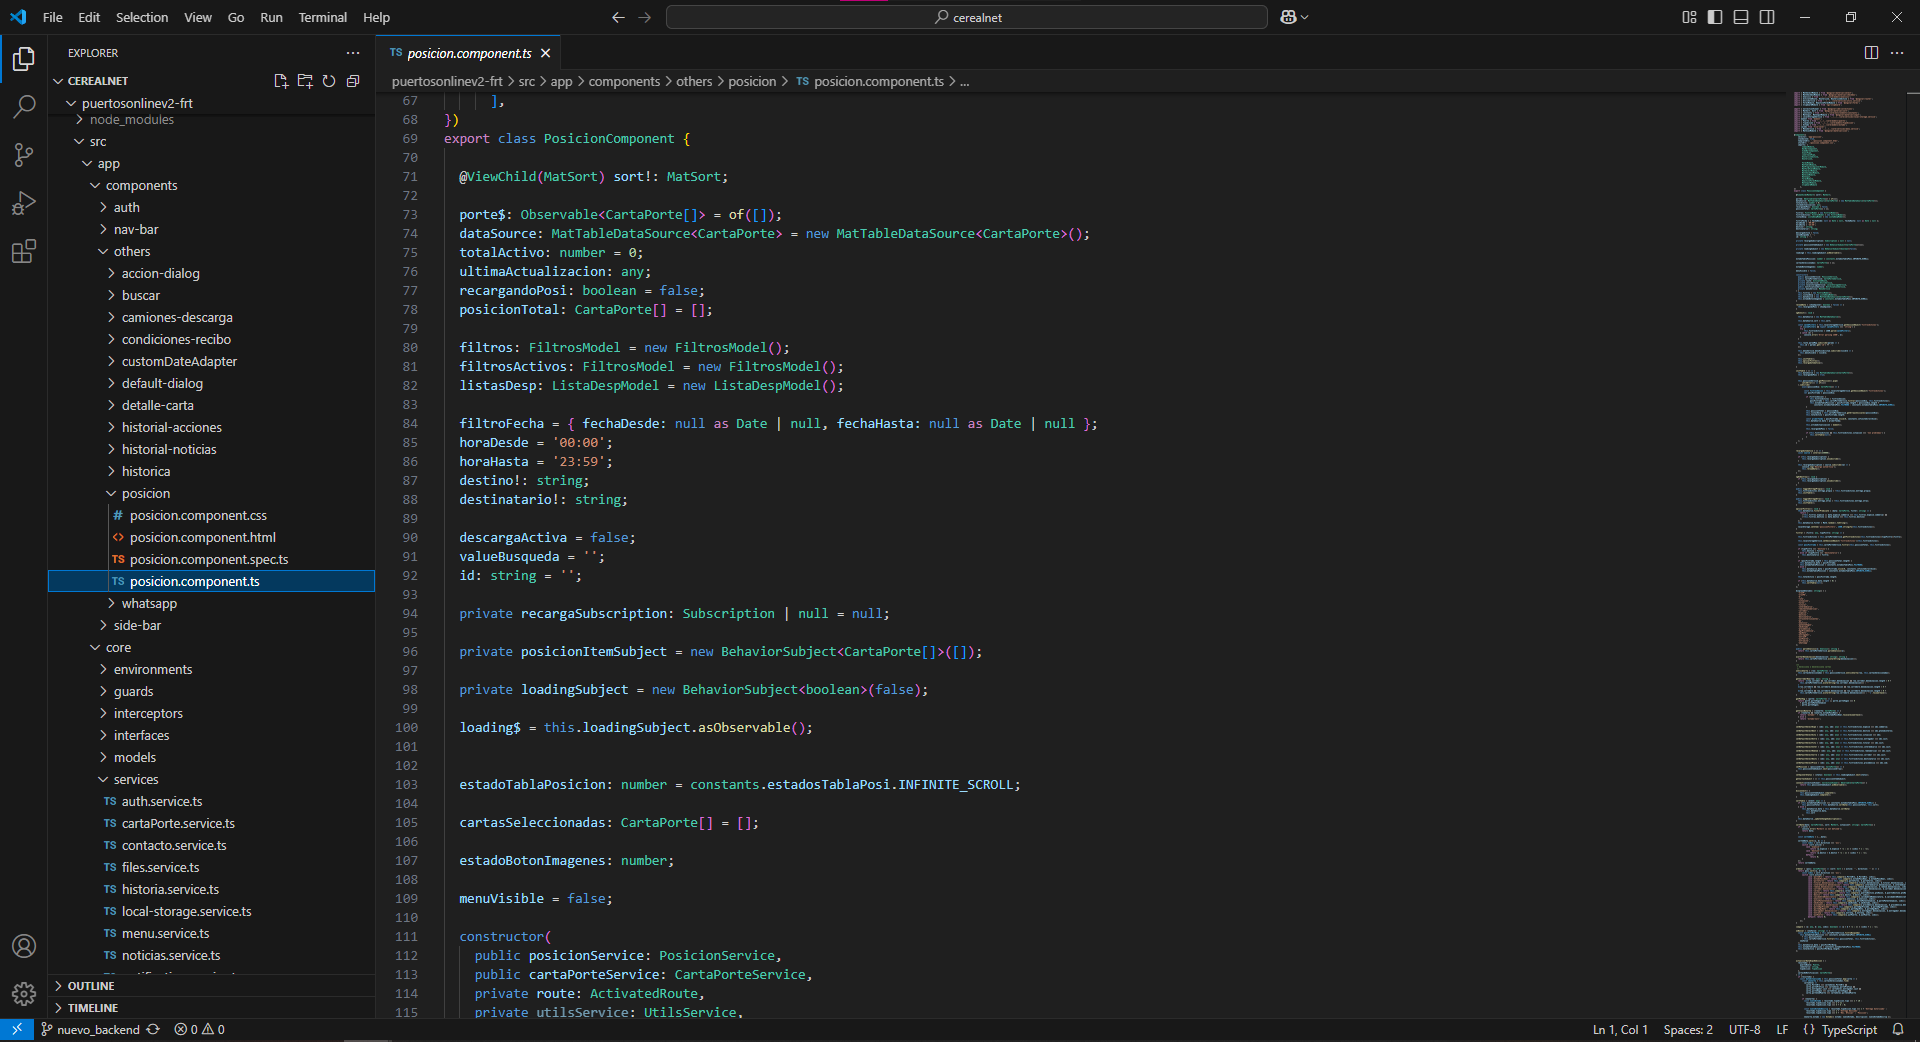 File Edit Selection View Go Run Terminal Help
cerealnet
EXPLORER
CEREALNET
puertosonlinev2-frt
node_modules
src
app
components
auth
nav-bar
others
accion-dialog
buscar
camiones-descarga
condiciones-recibo
customDateAdapter
default-dialog
detalle-carta
historial-acciones
historial-noticias
historica
posicion
# posicion.component.css
<> posicion.component.html
TS posicion.component.spec.ts
TS posicion.component.ts
whatsapp
side-bar
core
environments
guards
interceptors
interfaces
models
services
TS auth.service.ts
TS cartaPorte.service.ts
TS contacto.service.ts
TS files.service.ts
TS historia.service.ts
TS local-storage.service.ts
TS menu.service.ts
TS noticias.service.ts
OUTLINE
TIMELINE
TS posicion.component.ts
puertosonlinev2-frt > src > app > components > others > posicion > TS posicion.component.ts > ...
67 ],
68 })
69 export class PosicionComponent {
70
71 @ViewChild(MatSort) sort!: MatSort;
72
73 porte$: Observable<CartaPorte[]> = of([]);
74 dataSource: MatTableDataSource<CartaPorte> = new MatTableDataSource<CartaPorte>();
75 totalActivo: number = 0;
76 ultimaActualizacion: any;
77 recargandoPosi: boolean = false;
78 posicionTotal: CartaPorte[] = [];
79
80 filtros: FiltrosModel = new FiltrosModel();
81 filtrosActivos: FiltrosModel = new FiltrosModel();
82 listasDesp: ListaDespModel = new ListaDespModel();
83
84 filtroFecha = { fechaDesde: null as Date | null, fechaHasta: null as Date | null };
85 horaDesde = '00:00';
86 horaHasta = '23:59';
87 destino!: string;
88 destinatario!: string;
89
90 descargaActiva = false;
91 valueBusqueda = '';
92 id: string = '';
93
94 private recargaSubscription: Subscription | null = null;
95
96 private posicionItemSubject = new BehaviorSubject<CartaPorte[]>([]);
97
98 private loadingSubject = new BehaviorSubject<boolean>(false);
99
100 loading$ = this.loadingSubject.asObservable();
101
102
103 estadoTablaPosicion: number = constants.estadosTablaPosi.INFINITE_SCROLL;
104
105 cartasSeleccionadas: CartaPorte[] = [];
106
107 estadoBotonImagenes: number;
108
109 menuVisible = false;
110
111 constructor(
112 public posicionService: PosicionService,
113 public cartaPorteService: CartaPorteService,
114 private route: ActivatedRoute,
115 private utilsService: UtilsService,
nuevo_backend 0 0
Ln 1, Col 1 Spaces: 2 UTF-8 LF {} TypeScript